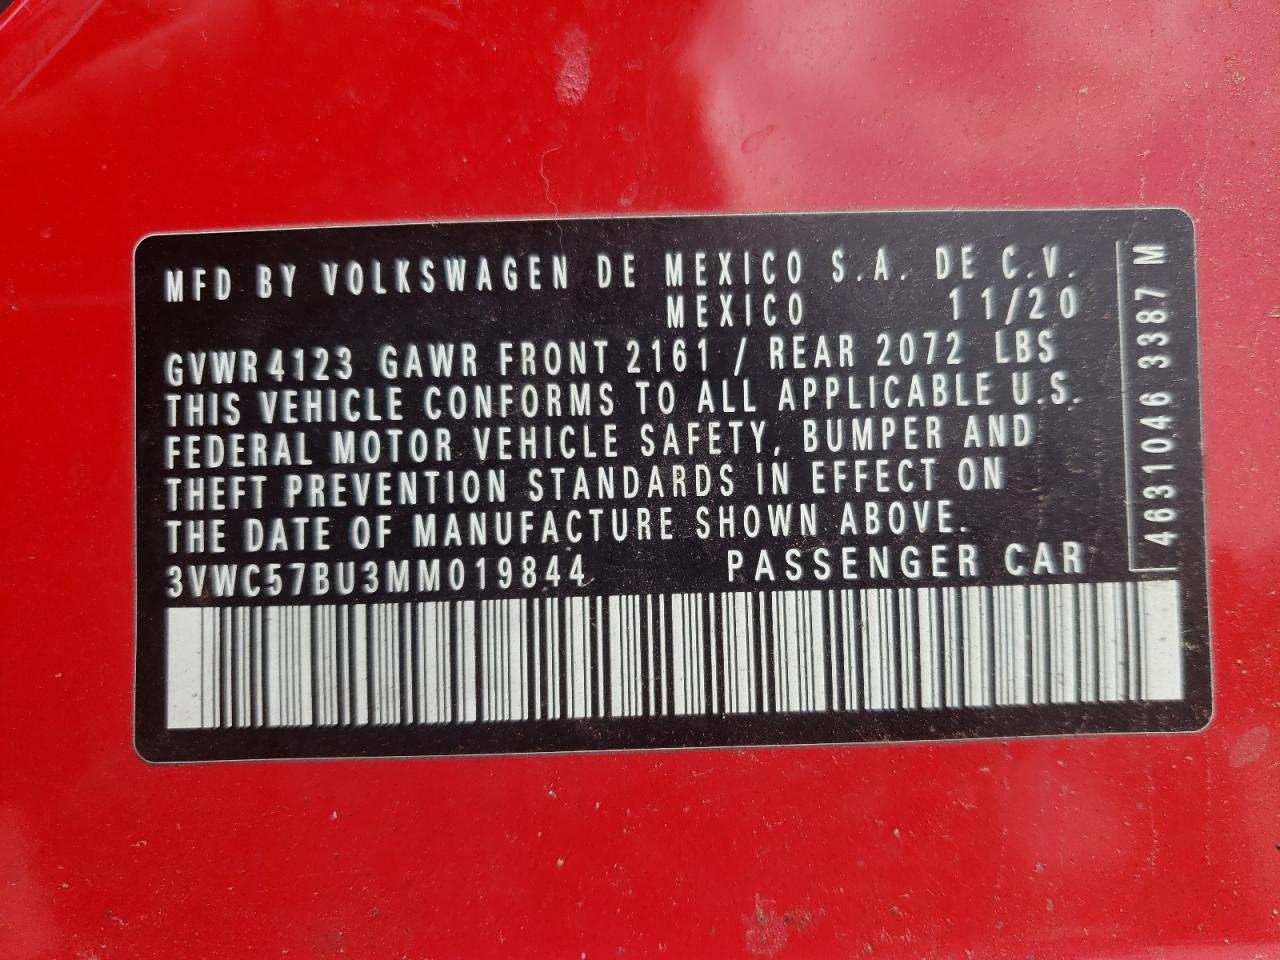 MFD BY VOLKSWAGEN DE MEXICO S.A. DE C.V.
MEXICO 11/20
GVWR 4123 GAWR FRONT 2161 / REAR 2072 LBS
THIS VEHICLE CONFORMS TO ALL APPLICABLE U.S.
FEDERAL MOTOR VEHICLE SAFETY, BUMPER AND
THEFT PREVENTION STANDARDS IN EFFECT ON
THE DATE OF MANUFACTURE SHOWN ABOVE.
3VWC57BU3MM019844 PASSENGER CAR
4631046 3387 M